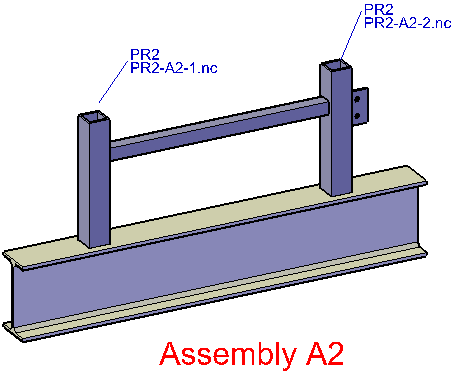 PR2
PR2-A2-2.nc
PR2
PR2-A2-1.nc
Assembly A2